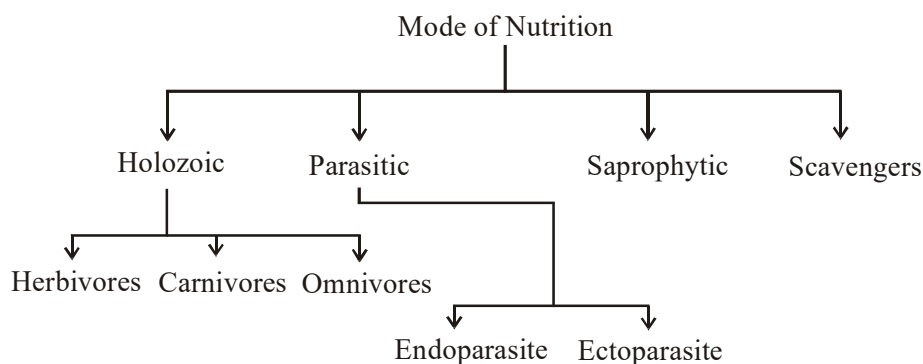 Mode of Nutrition
Holozoic Parasitic Saprophytic Scavengers
Herbivores Carnivores Omnivores
Endoparasite Ectoparasite